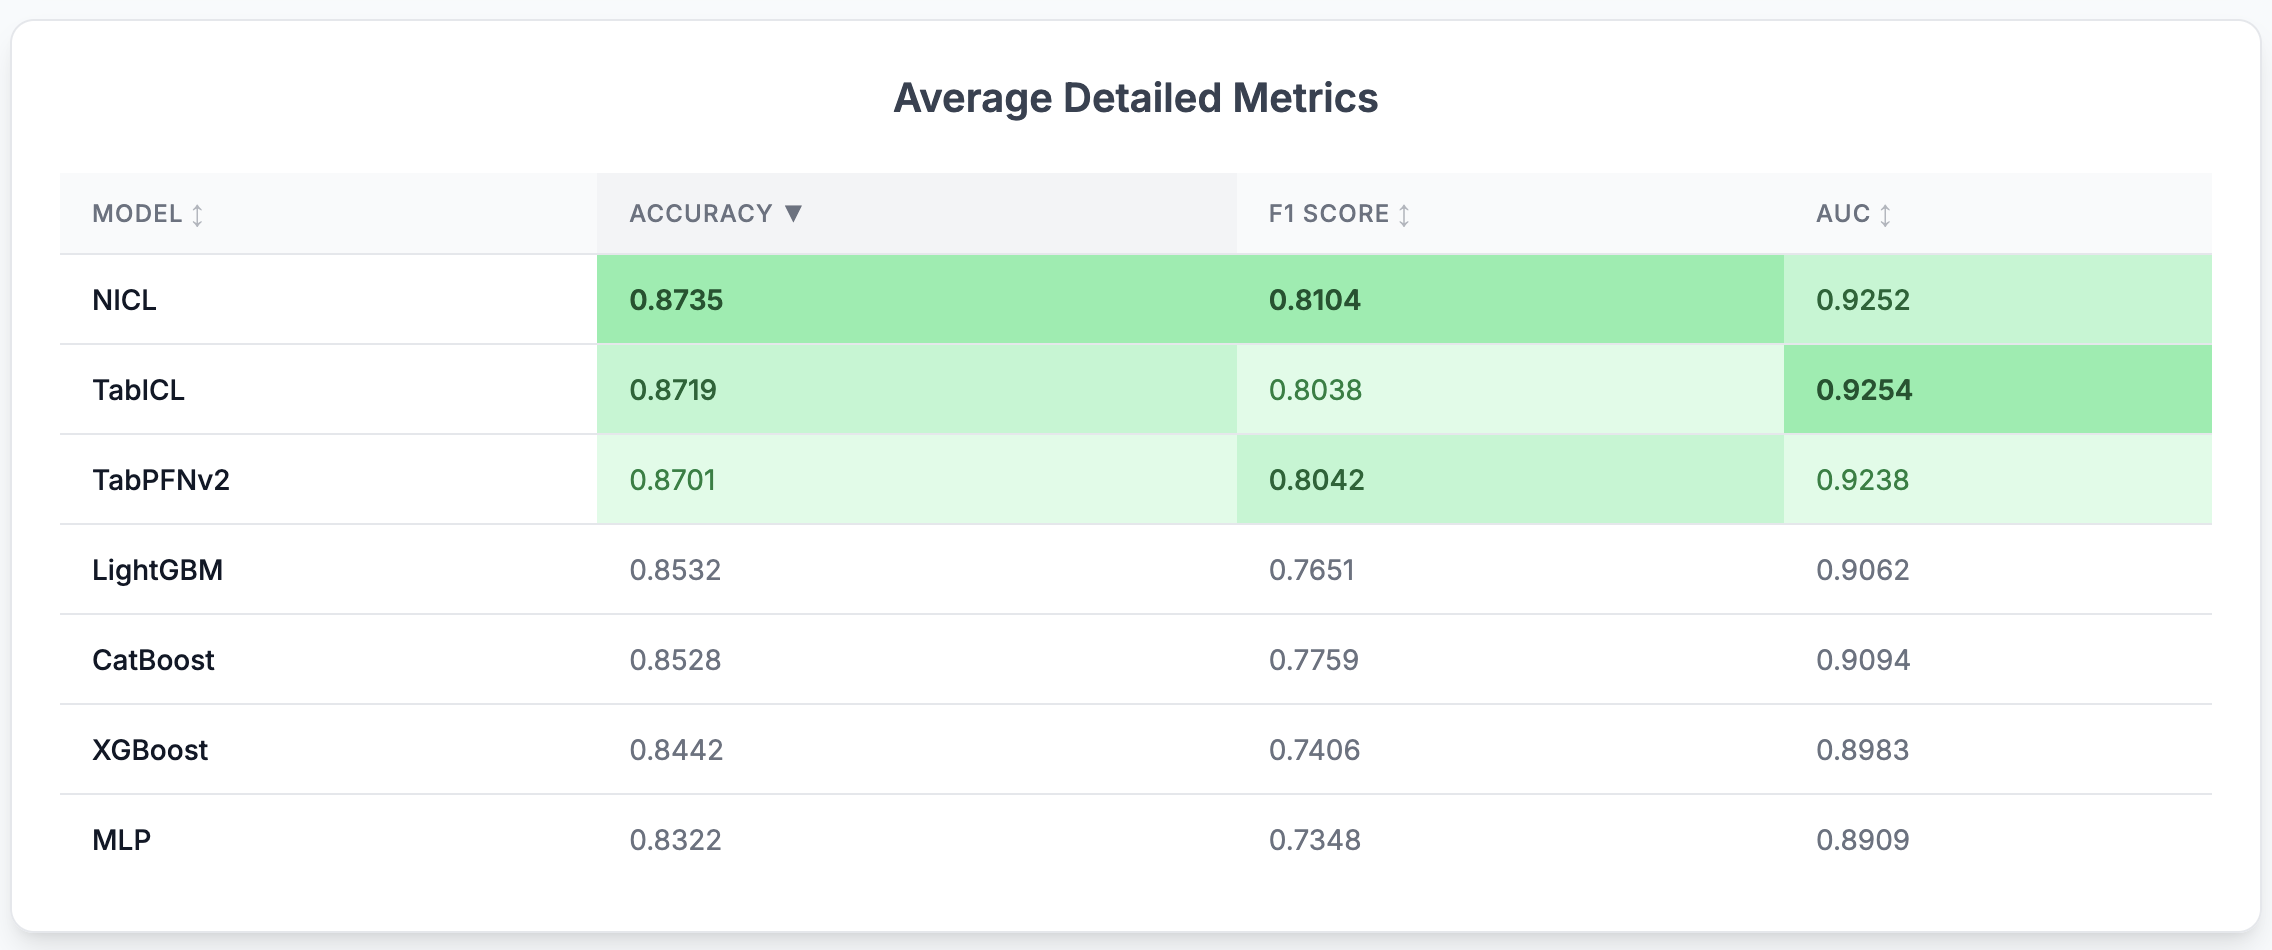 Average Detailed Metrics
MODEL ↕ ACCURACY ▼ F1 SCORE ↕ AUC ↕
NICL 0.8735 0.8104 0.9252
TabICL 0.8719 0.8038 0.9254
TabPFNv2 0.8701 0.8042 0.9238
LightGBM 0.8532 0.7651 0.9062
CatBoost 0.8528 0.7759 0.9094
XGBoost 0.8442 0.7406 0.8983
MLP 0.8322 0.7348 0.8909